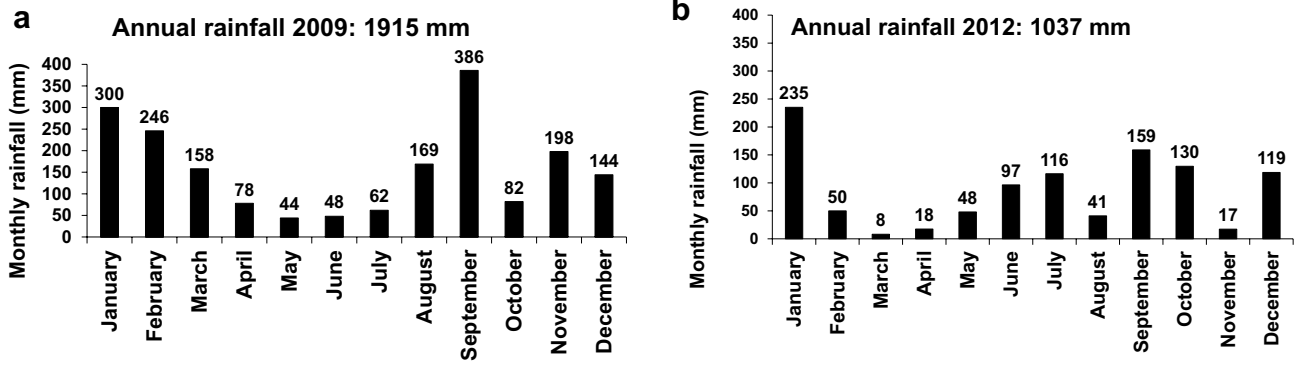 a
Annual rainfall 2009: 1915 mm
Monthly rainfall (mm)
400
350
300
250
200
150
100
50
0
300
246
158
78
44
48
62
169
386
82
198
144
January
February
March
April
May
June
July
August
September
October
November
December
b
Annual rainfall 2012: 1037 mm
Monthly rainfall (mm)
400
350
300
250
200
150
100
50
0
235
50
8
18
48
97
116
41
159
130
17
119
January
February
March
April
May
June
July
August
September
October
November
December